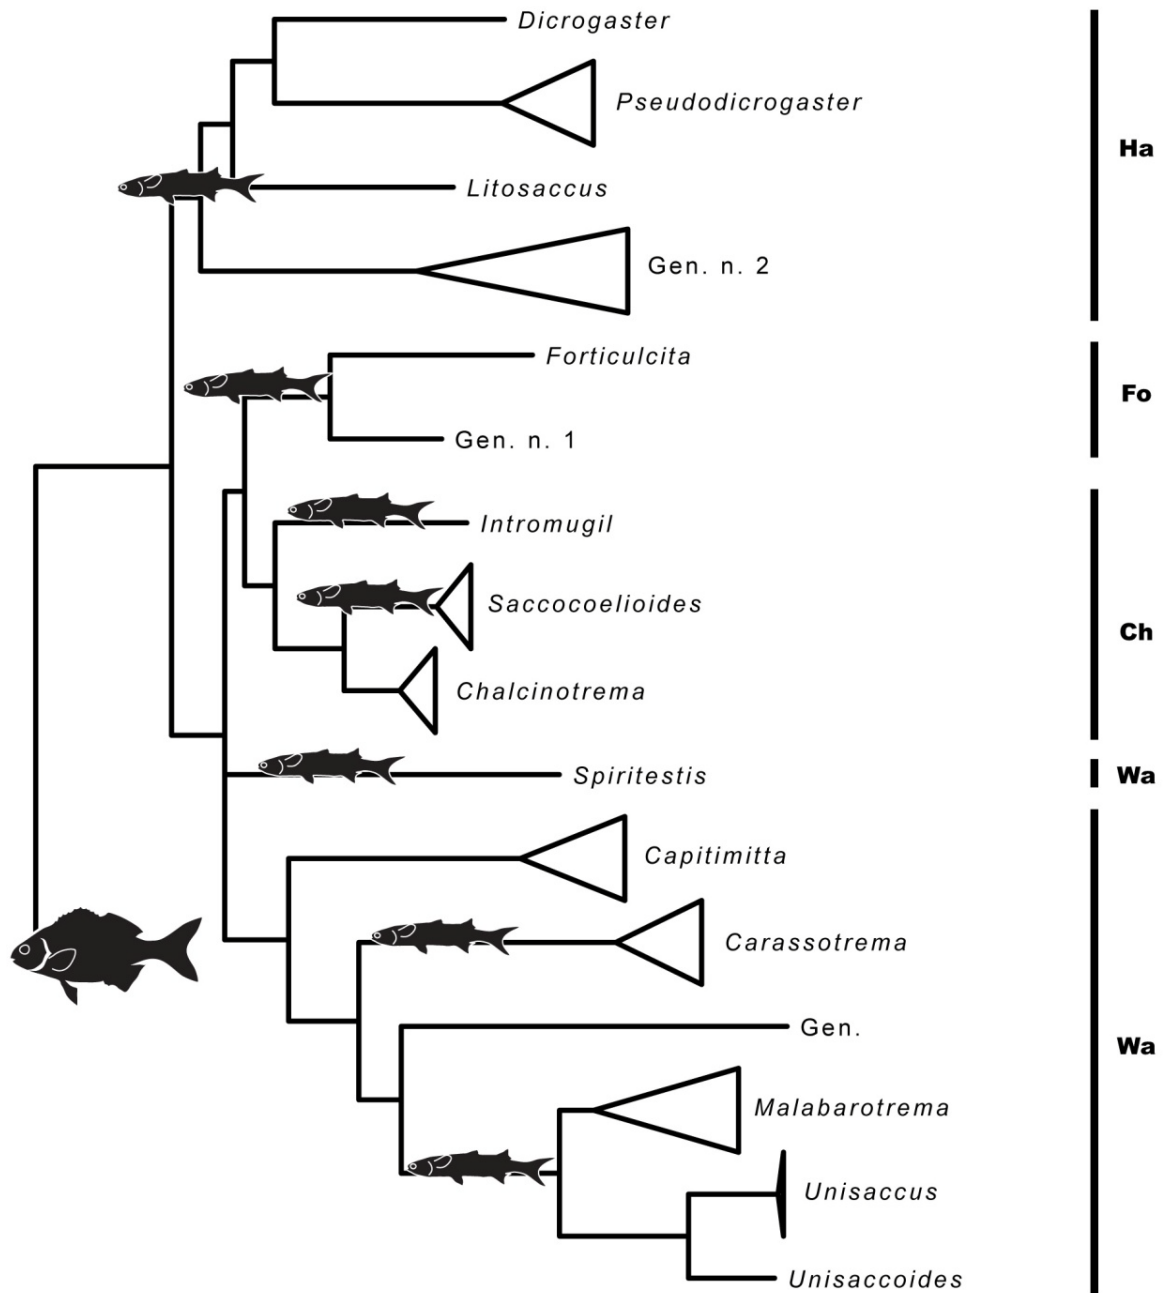 Dicrogaster
Pseudodicrogaster
Ha
Litosaccus
Gen. n. 2
Forticulcita
Fo
Gen. n. 1
Intromugil
Saccocoelioides
Ch
Chalcinotrema
Spiritestis
Wa
Capitimitta
Carassotrema
Gen.
Wa
Malabarotrema
Unisaccus
Unisaccoides